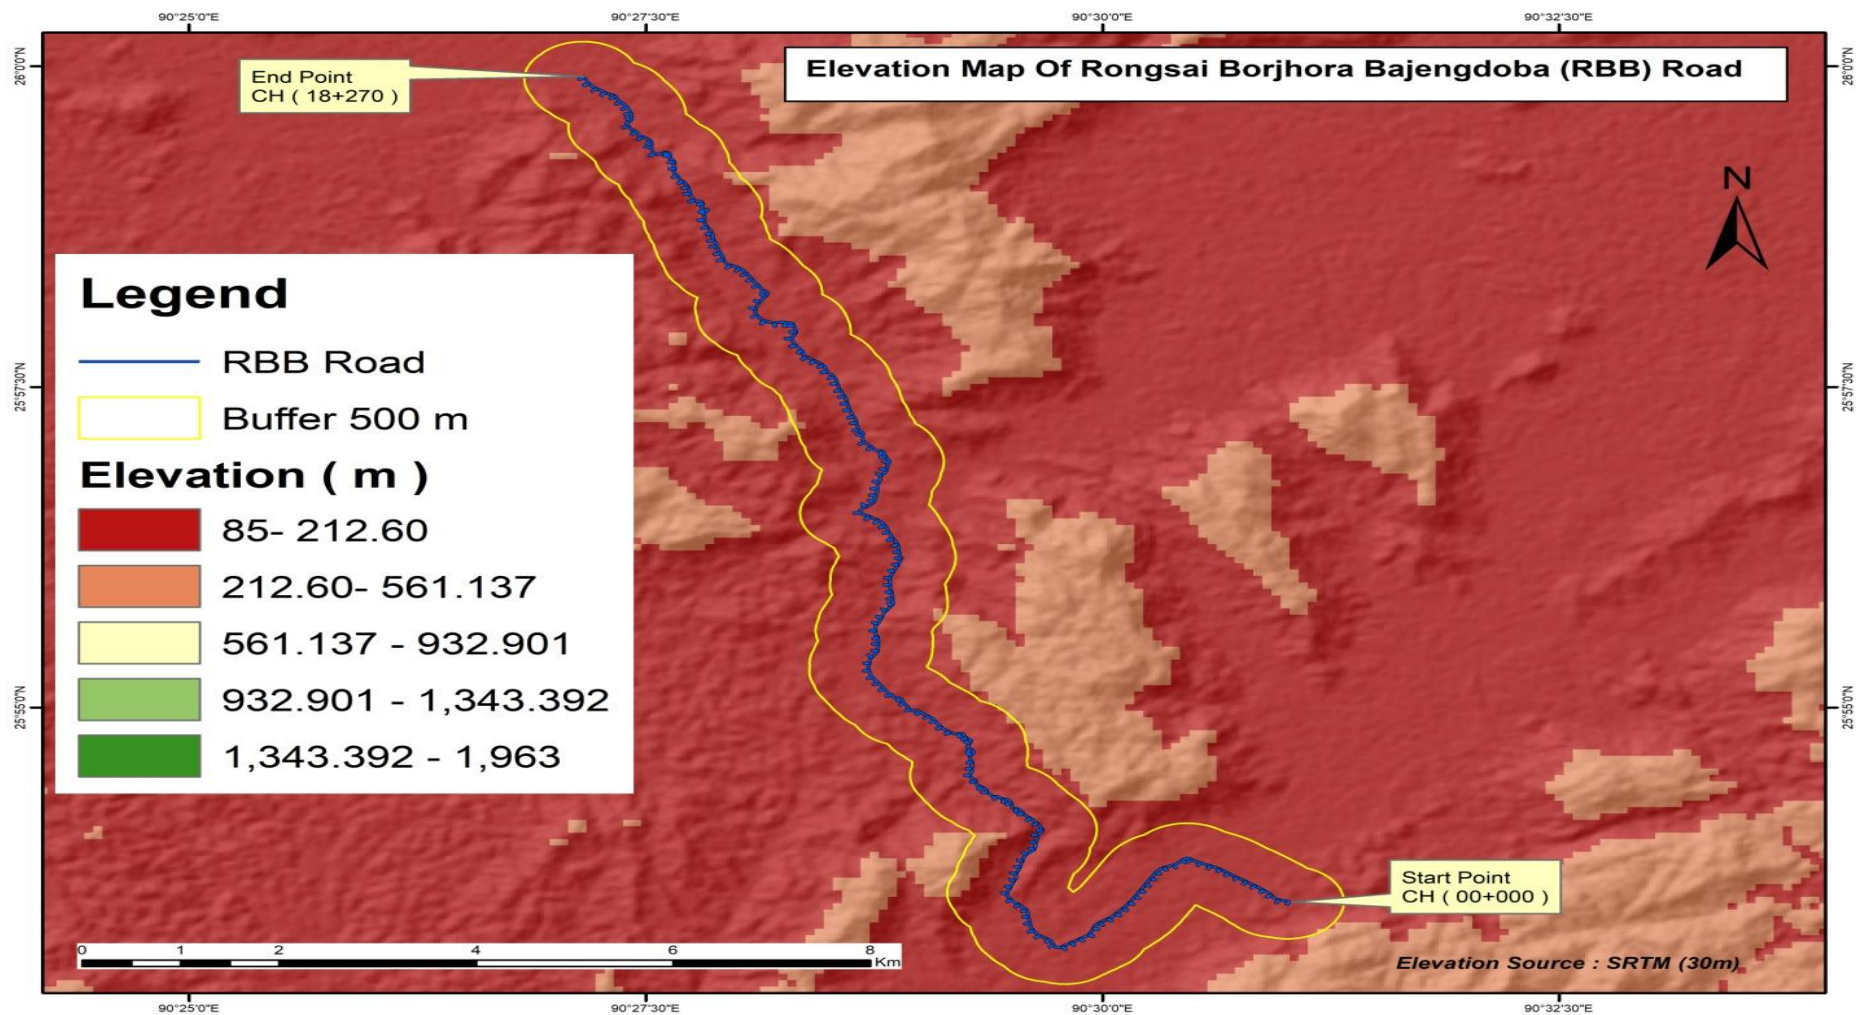 90°25'0"E 90°27'30"E 90°30'0"E 90°32'30"E
26°0'0"N
26°0'0"N
End Point
CH ( 18+270 )
Elevation Map Of Rongsai Borjhora Bajengdoba (RBB) Road
N
Legend
RBB Road
Buffer 500 m
Elevation ( m )
85- 212.60
212.60- 561.137
561.137 - 932.901
932.901 - 1,343.392
1,343.392 - 1,963
25°57'30"N
25°57'30"N
25°55'0"N
25°55'0"N
Start Point
CH ( 00+000 )
0 1 2 4 6 8
Km
Elevation Source : SRTM (30m)
90°25'0"E 90°27'30"E 90°30'0"E 90°32'30"E